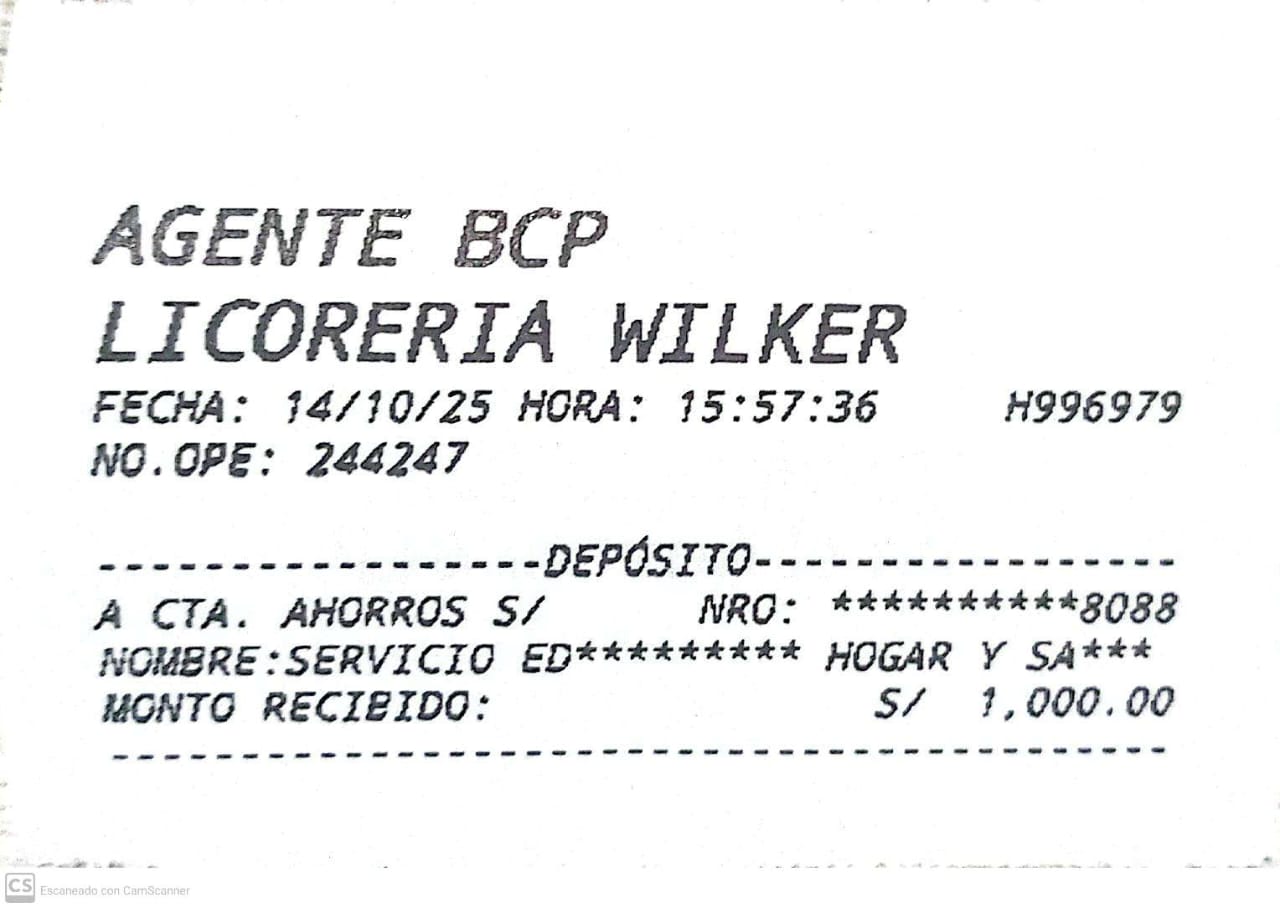 AGENTE BCP
LICORERIA WILKER
FECHA: 14/10/25 HORA: 15:57:36 H996979
NO.OPE: 244247
-----------------DEPÓSITO----------------
A CTA. AHORROS S/ NRO: **********8088
NOMBRE:SERVICIO ED********* HOGAR Y SA***
MONTO RECIBIDO: S/ 1,000.00
-----------------------------------------
CS Escaneado con CamScanner